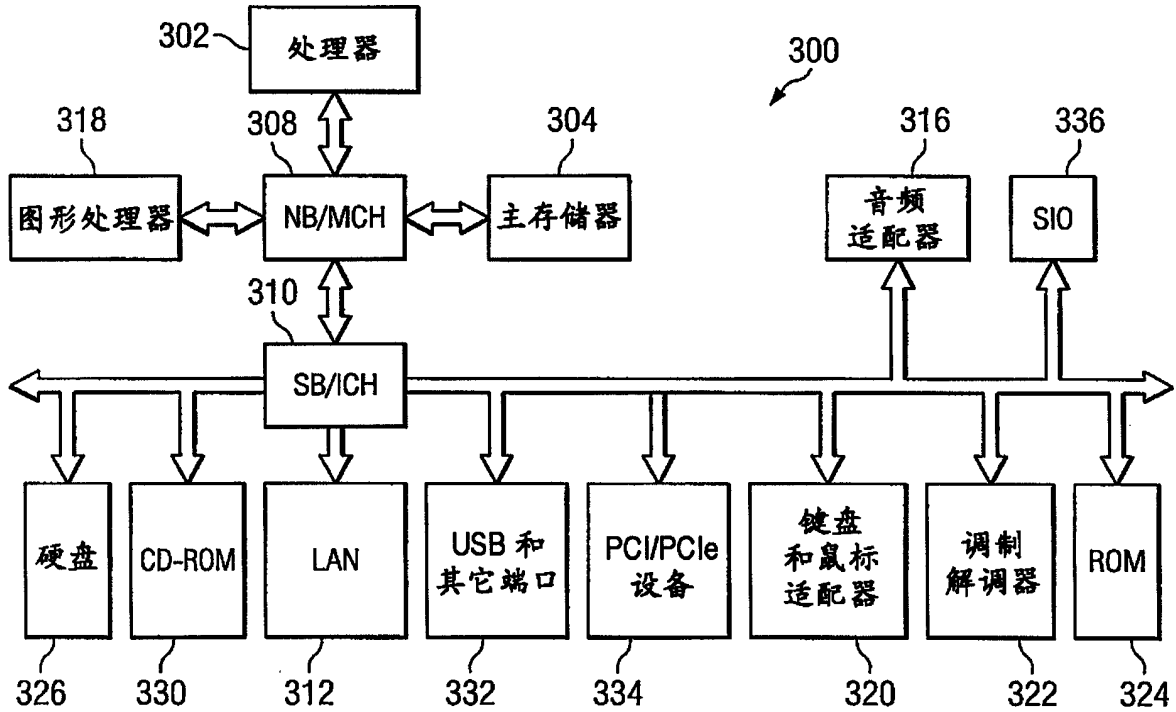 302
处理器
300
318
308
304
316
336
图形处理器
NB/MCH
主存储器
音频
适配器
SIO
310
SB/ICH
硬盘
CD-ROM
LAN
USB 和
其它端口
PCI/PCIe
设备
键盘
和鼠标
适配器
调制
解调器
ROM
326
330
312
332
334
320
322
324